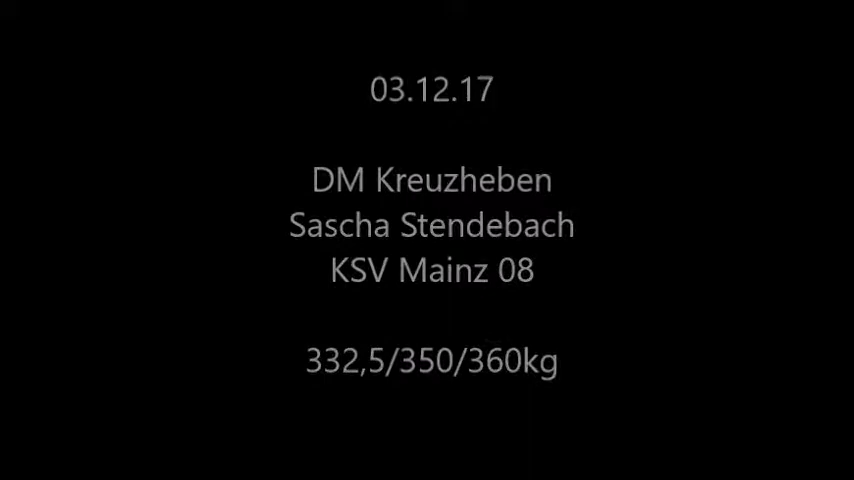 03.12.17
DM Kreuzheben
Sascha Stendebach
KSV Mainz 08
332,5/350/360kg